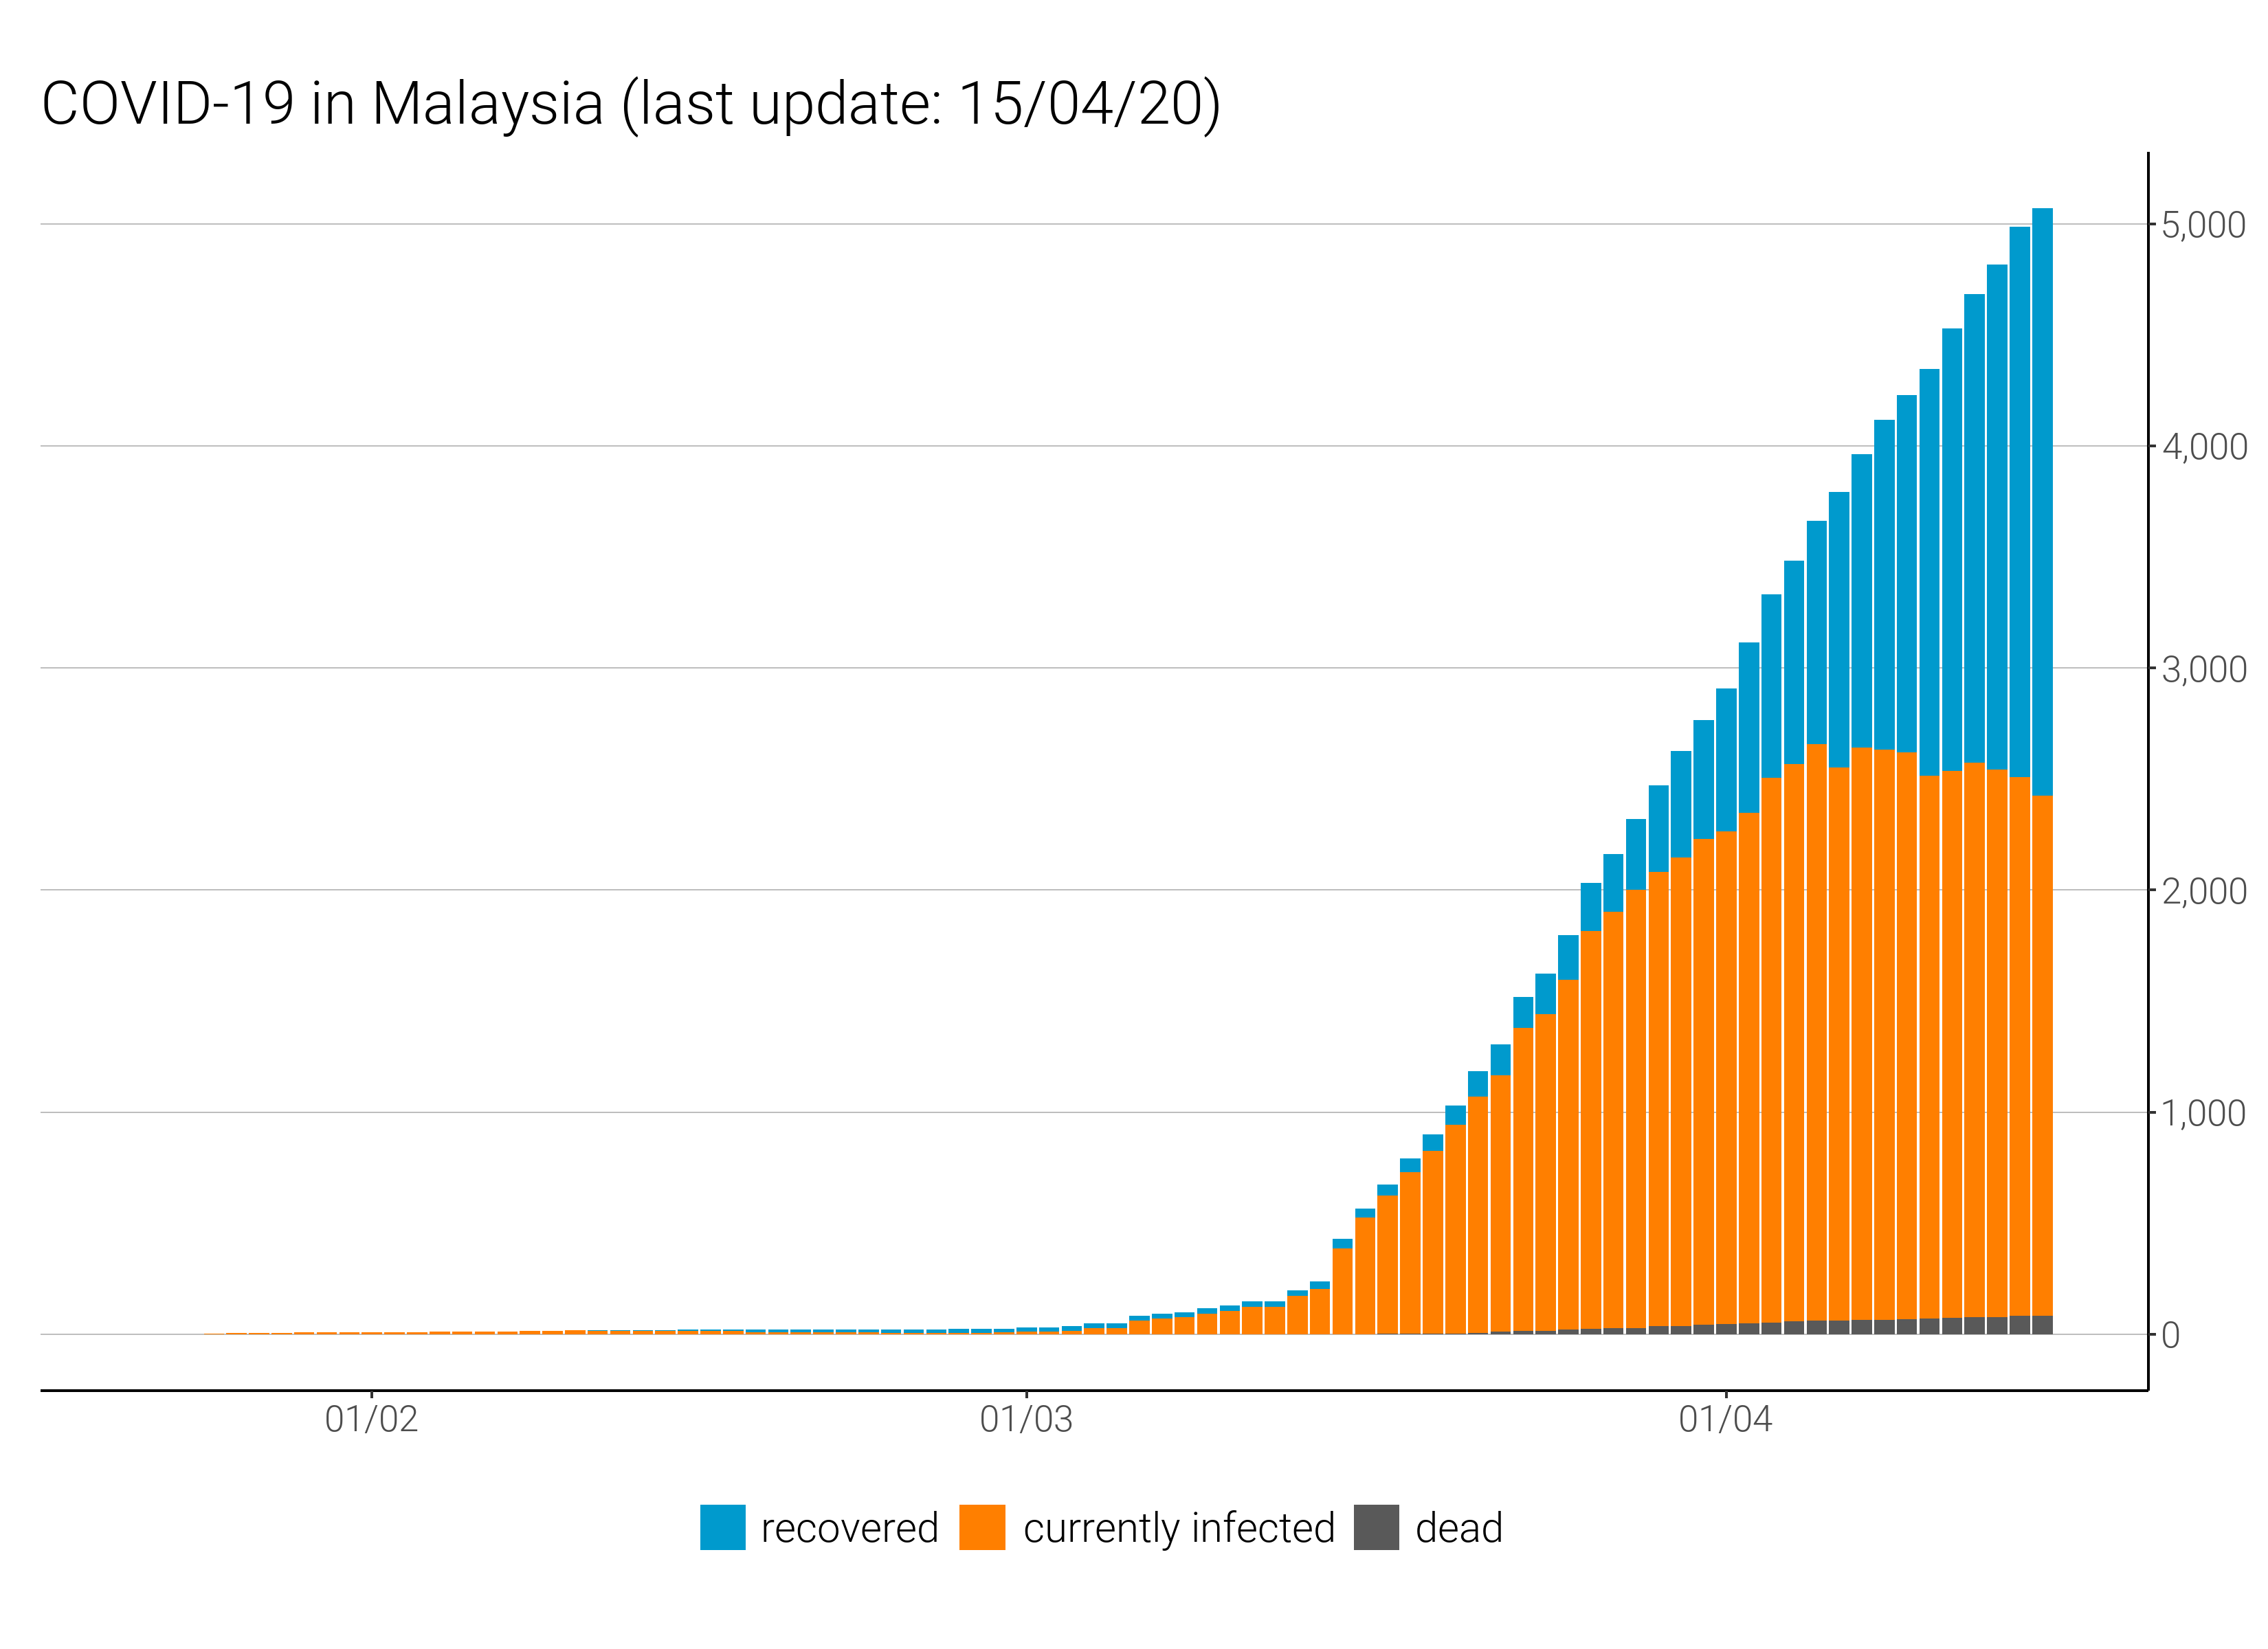 COVID-19 in Malaysia (last update: 15/04/20)
5,000
4,000
3,000
2,000
1,000
0
01/02 01/03 01/04
recovered currently infected dead